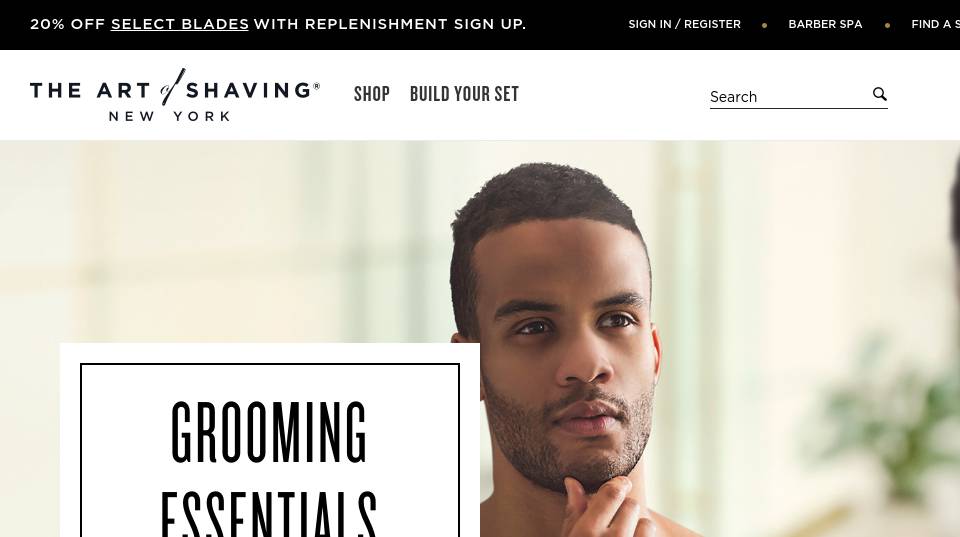 20% OFF SELECT BLADES WITH REPLENISHMENT SIGN UP.
SIGN IN / REGISTER • BARBER SPA • FIND A S
THE ART of SHAVING®
NEW YORK
SHOP BUILD YOUR SET
Search
GROOMING
ESSENTIALS